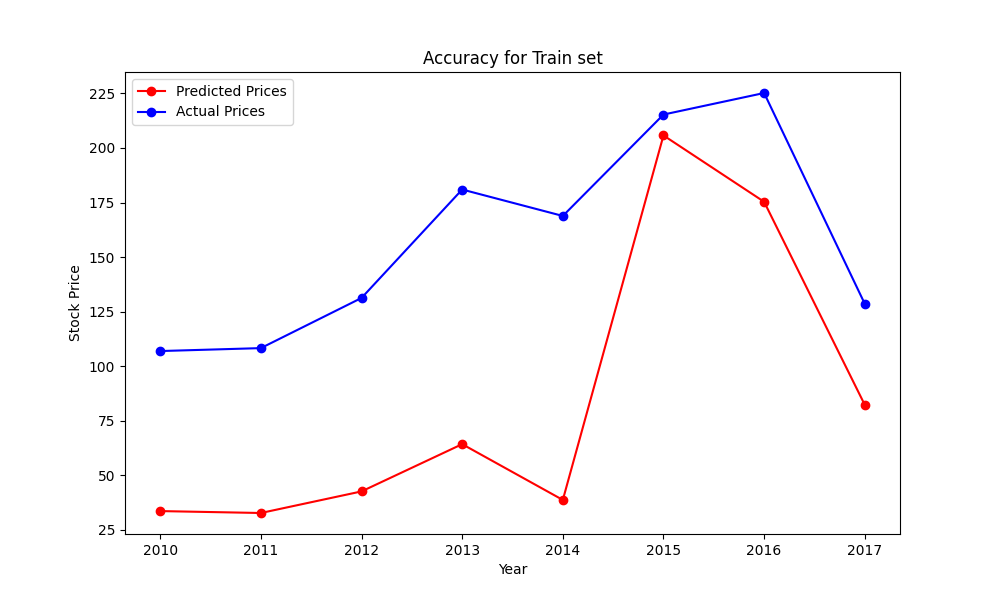 Accuracy for Train set
Predicted Prices
Actual Prices
225
200
175
150
125
100
75
50
25
Stock Price
2010 2011 2012 2013 2014 2015 2016 2017
Year